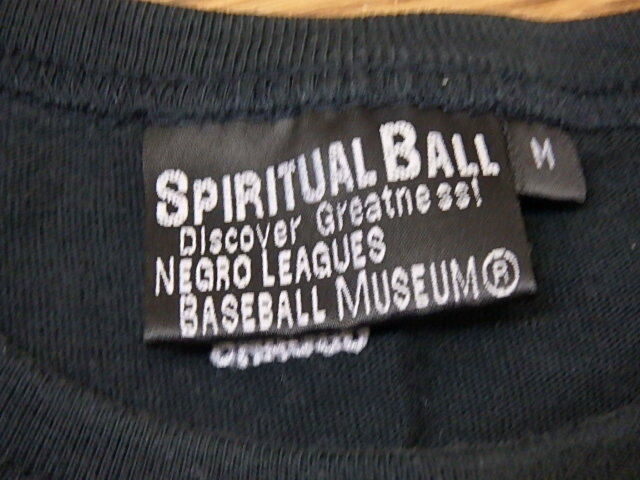 SPIRITUAL BALL
Discover Greatness!
NEGRO LEAGUES
BASEBALL MUSEUM®
M